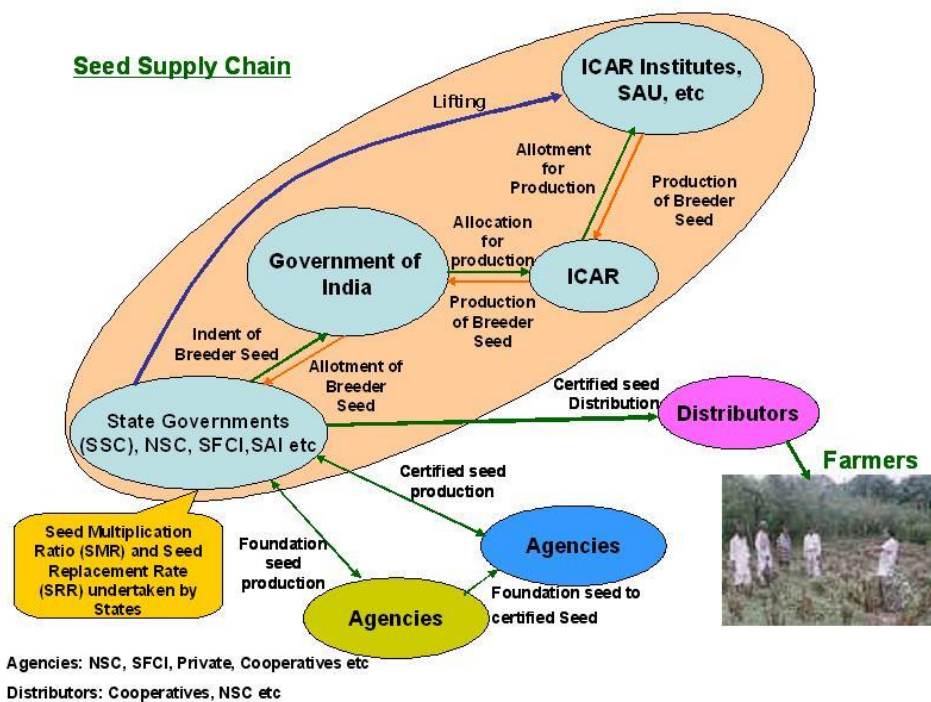 Seed Supply Chain
ICAR Institutes,
SAU, etc
Lifting
Allotment
for
Production
Production
of Breeder
Seed
Allocation
for
production
Government of
India
ICAR
Production
of Breeder
Seed
Indent of
Breeder Seed
Allotment of
Breeder
Seed
Certified seed
Distribution
Distributors
State Governments
(SSC), NSC, SFCI,SAI etc
Farmers
Certified seed
production
Seed Multiplication
Ratio (SMR) and Seed
Replacement Rate
(SRR) undertaken by
States
Foundation
seed
production
Agencies
Agencies
Foundation seed to
certified Seed
Agencies: NSC, SFCI, Private, Cooperatives etc
Distributors: Cooperatives, NSC etc